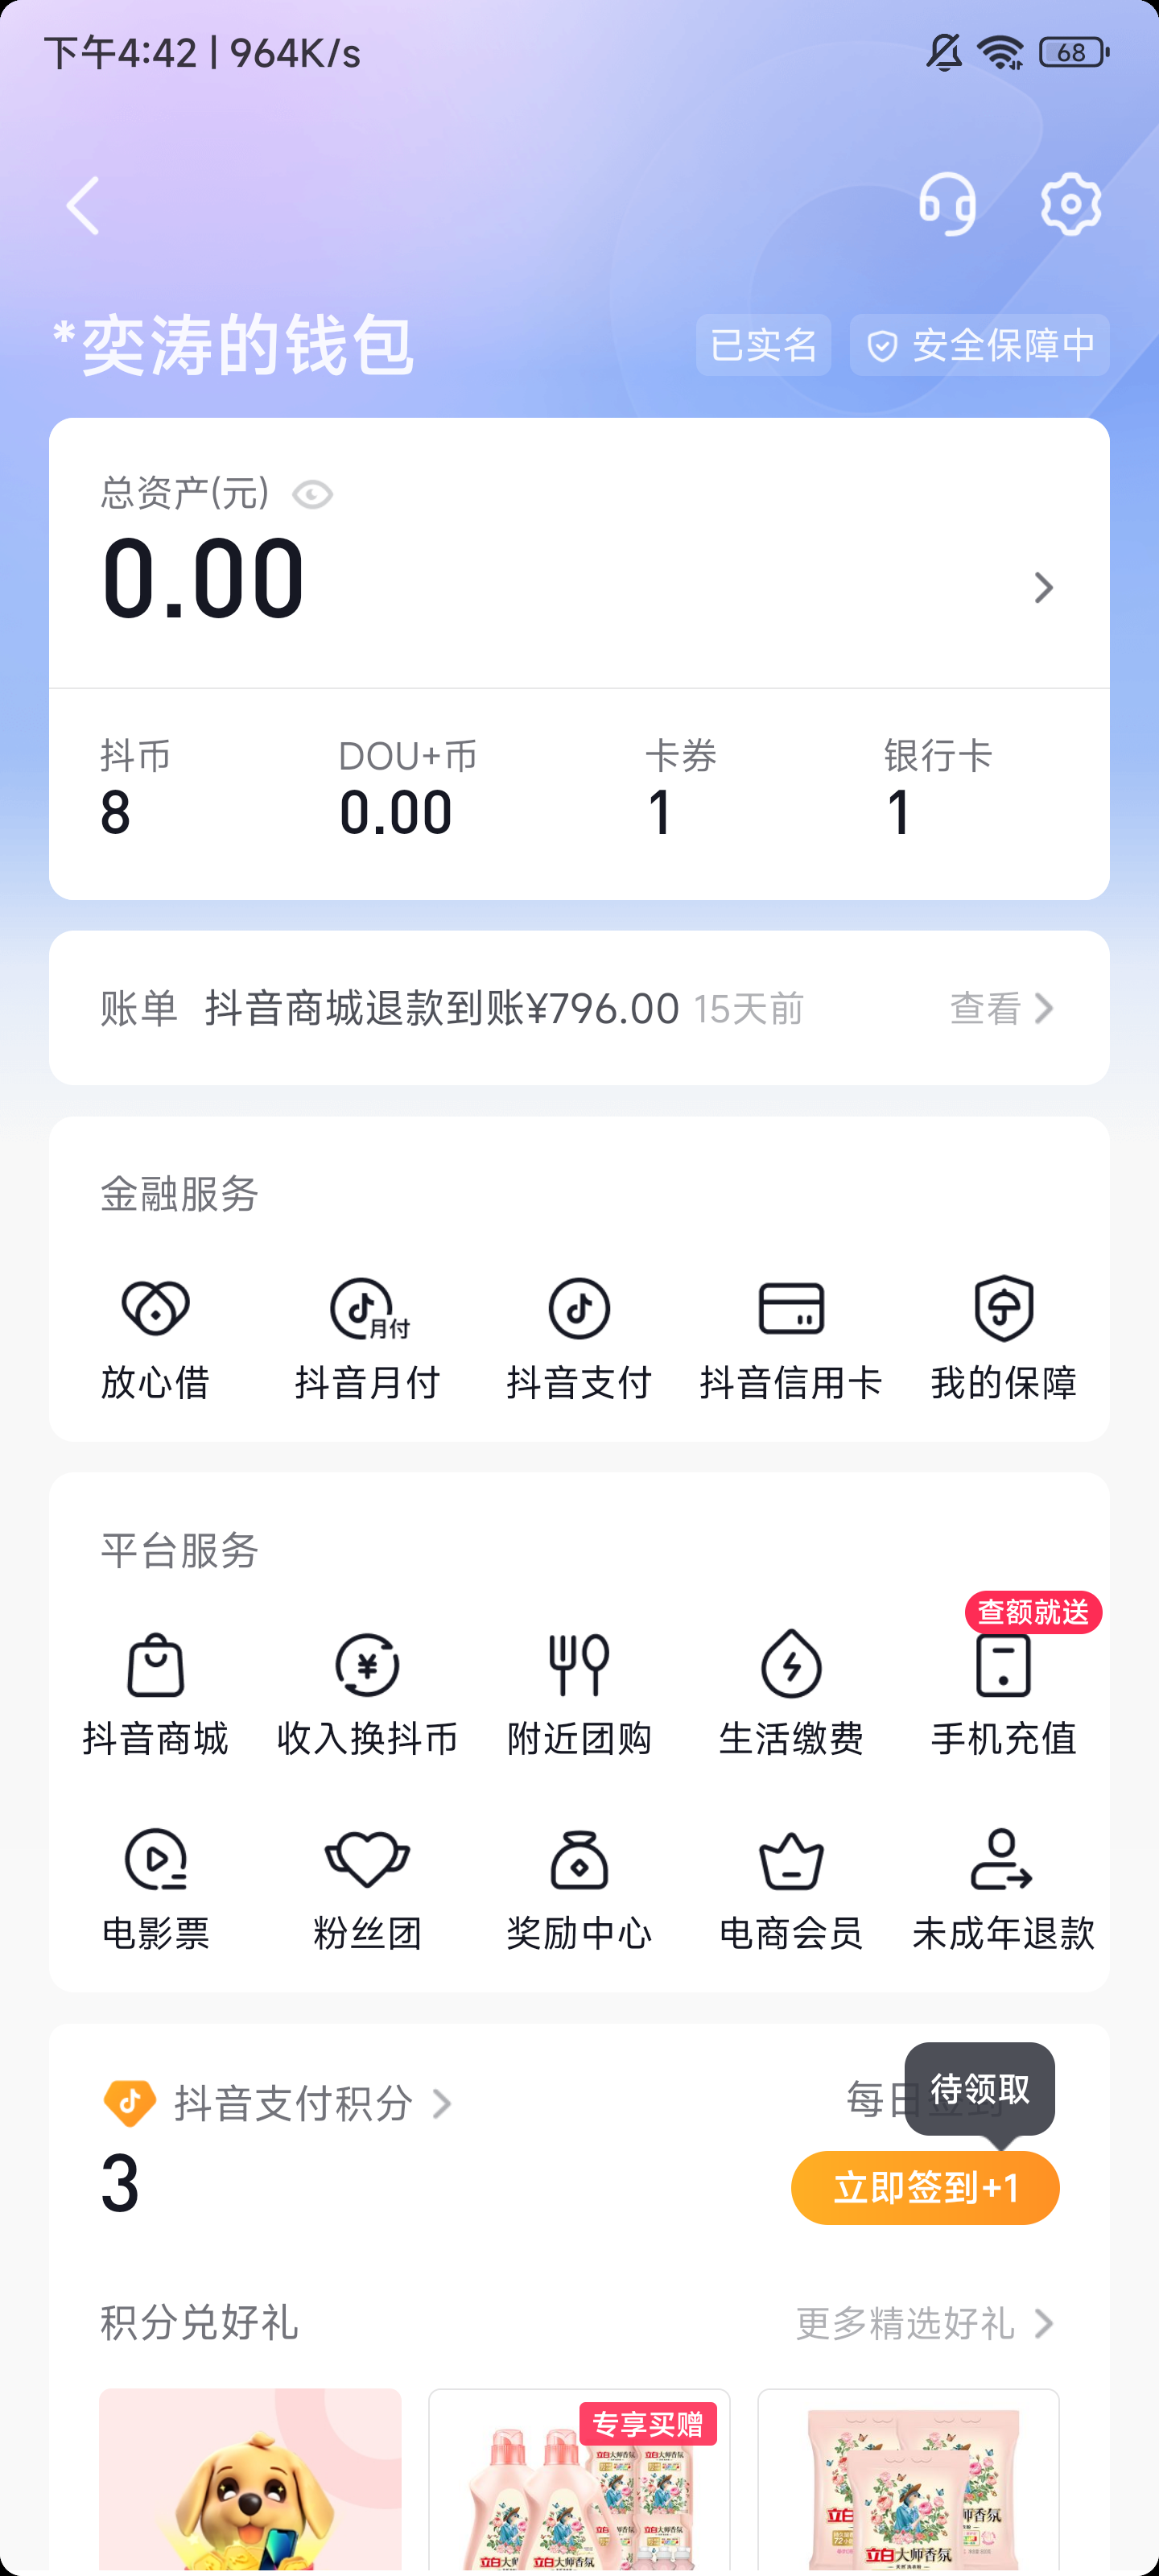 下午4:42 | 964K/s
68
*奕涛的钱包
已实名
安全保障中
总资产(元)
0.00
抖币 DOU+币 卡券 银行卡
8 0.00 1 1
账单 抖音商城退款到账¥796.00 15天前 查看
金融服务
月付
放心借 抖音月付 抖音支付 抖音信用卡 我的保障
平台服务
查额就送
抖音商城 收入换抖币 附近团购 生活缴费 手机充值
电影票 粉丝团 奖励中心 电商会员 未成年退款
抖音支付积分
每日签到
待领取
3
立即签到+1
积分兑好礼
更多精选好礼
专享买赠
立白大师香氛
立白大师香氛